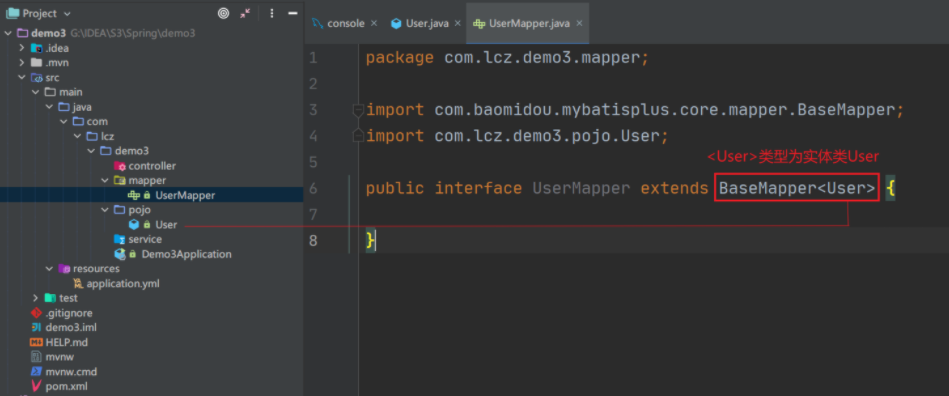 Project
demo3 G:\IDEA\S3\Spring\demo3
.idea
.mvn
src
main
java
com
lcz
demo3
controller
mapper
UserMapper
pojo
User
service
Demo3Application
resources
application.yml
test
.gitignore
demo3.iml
HELP.md
mvnw
mvnw.cmd
pom.xml
console
User.java
UserMapper.java
1 package com.lcz.demo3.mapper;
2
3 import com.baomidou.mybatisplus.core.mapper.BaseMapper;
4 import com.lcz.demo3.pojo.User;
5
<User>类型为实体类User
6 public interface UserMapper extends BaseMapper<User> {
7
8 }